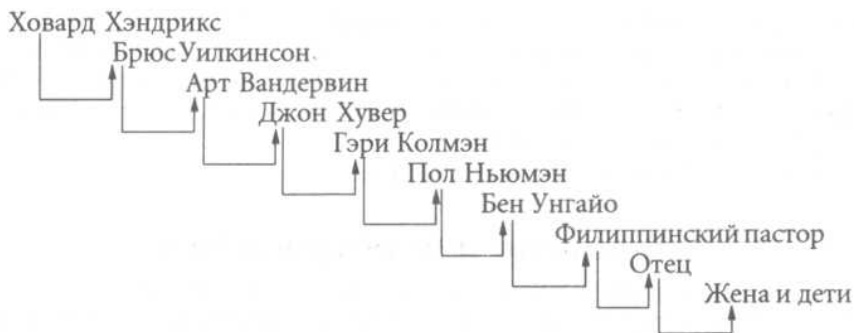 Ховард Хэндрикс
Брюс Уилкинсон
Арт Вандервин
Джон Хувер
Гэри Колмэн
Пол Ньюмэн
Бен Унгайо
Филиппинский пастор
Отец
Жена и дети